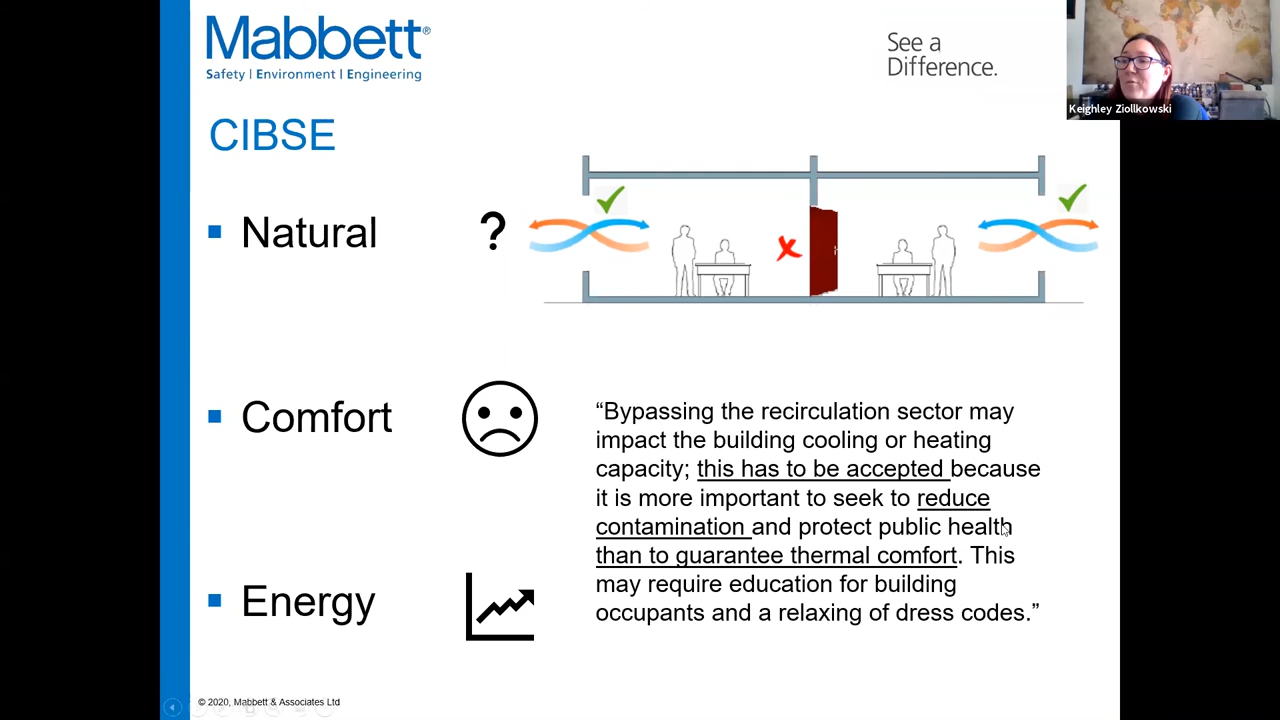 Mabbett®
Safety | Environment | Engineering
See a
Difference.
Keighley Ziollkowski
CIBSE
Natural
?
Comfort
“Bypassing the recirculation sector may
impact the building cooling or heating
capacity; this has to be accepted because
it is more important to seek to reduce
contamination and protect public health
than to guarantee thermal comfort. This
may require education for building
occupants and a relaxing of dress codes.”
Energy
© 2020, Mabbett & Associates Ltd